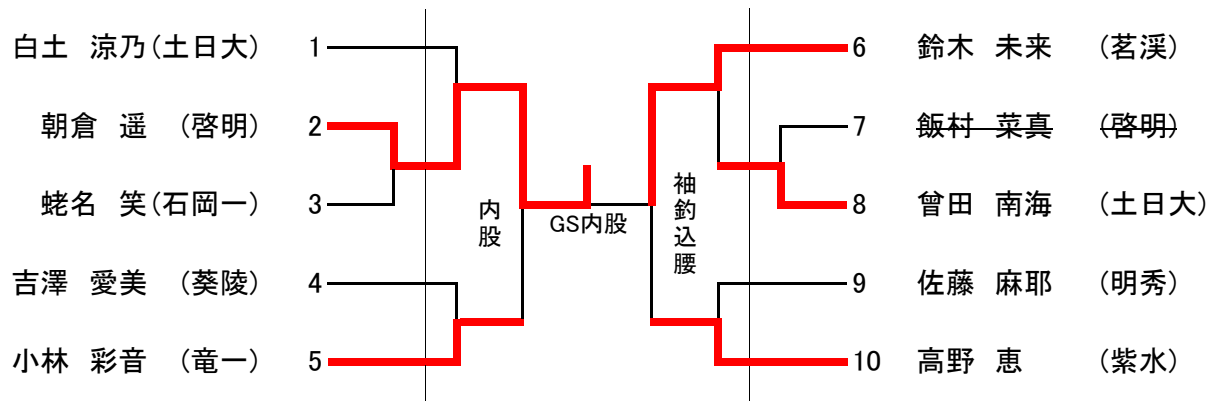 白土　涼乃(土日大)　1
朝倉　遥　(啓明)　2
蛯名　笑(石岡一)　3
吉澤　愛美　(葵陵)　4
小林　彩音　(竜一)　5
内股
GS内股
袖釣込腰
6　鈴木　未来　(茗溪)
7　飯村　菜真　(啓明)
8　曾田　南海　(土日大)
9　佐藤　麻耶　(明秀)
10　高野　恵　(紫水)